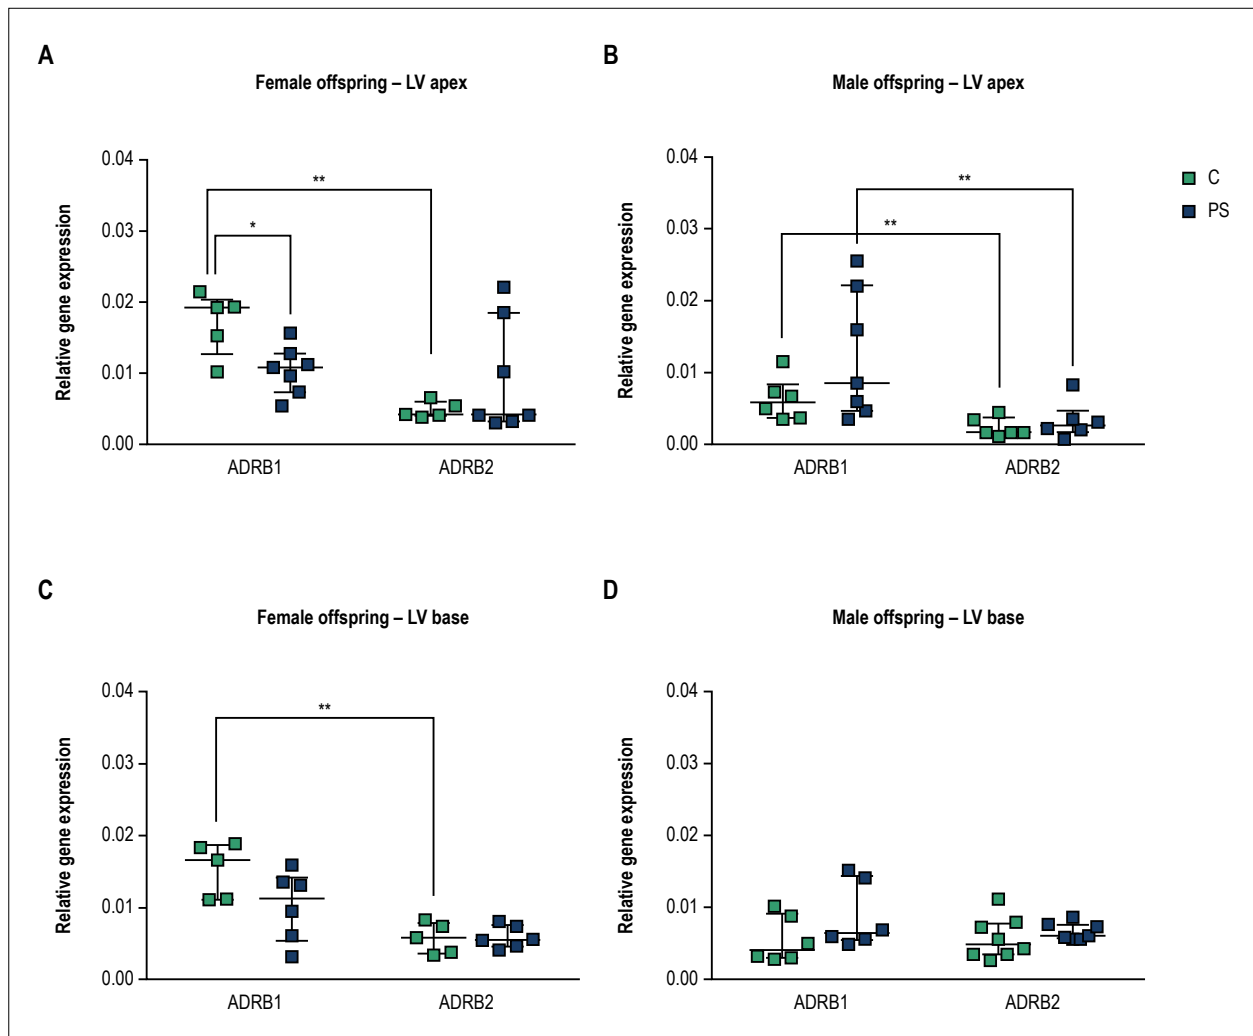 A
Female offspring – LV apex
Relative gene expression
0.04
0.03
0.02
0.01
0.00
**
*
ADRB1
ADRB2
B
Male offspring – LV apex
Relative gene expression
0.04
0.03
0.02
0.01
0.00
**
**
ADRB1
ADRB2
C
PS
C
Female offspring – LV base
Relative gene expression
0.04
0.03
0.02
0.01
0.00
**
ADRB1
ADRB2
D
Male offspring – LV base
Relative gene expression
0.04
0.03
0.02
0.01
0.00
ADRB1
ADRB2